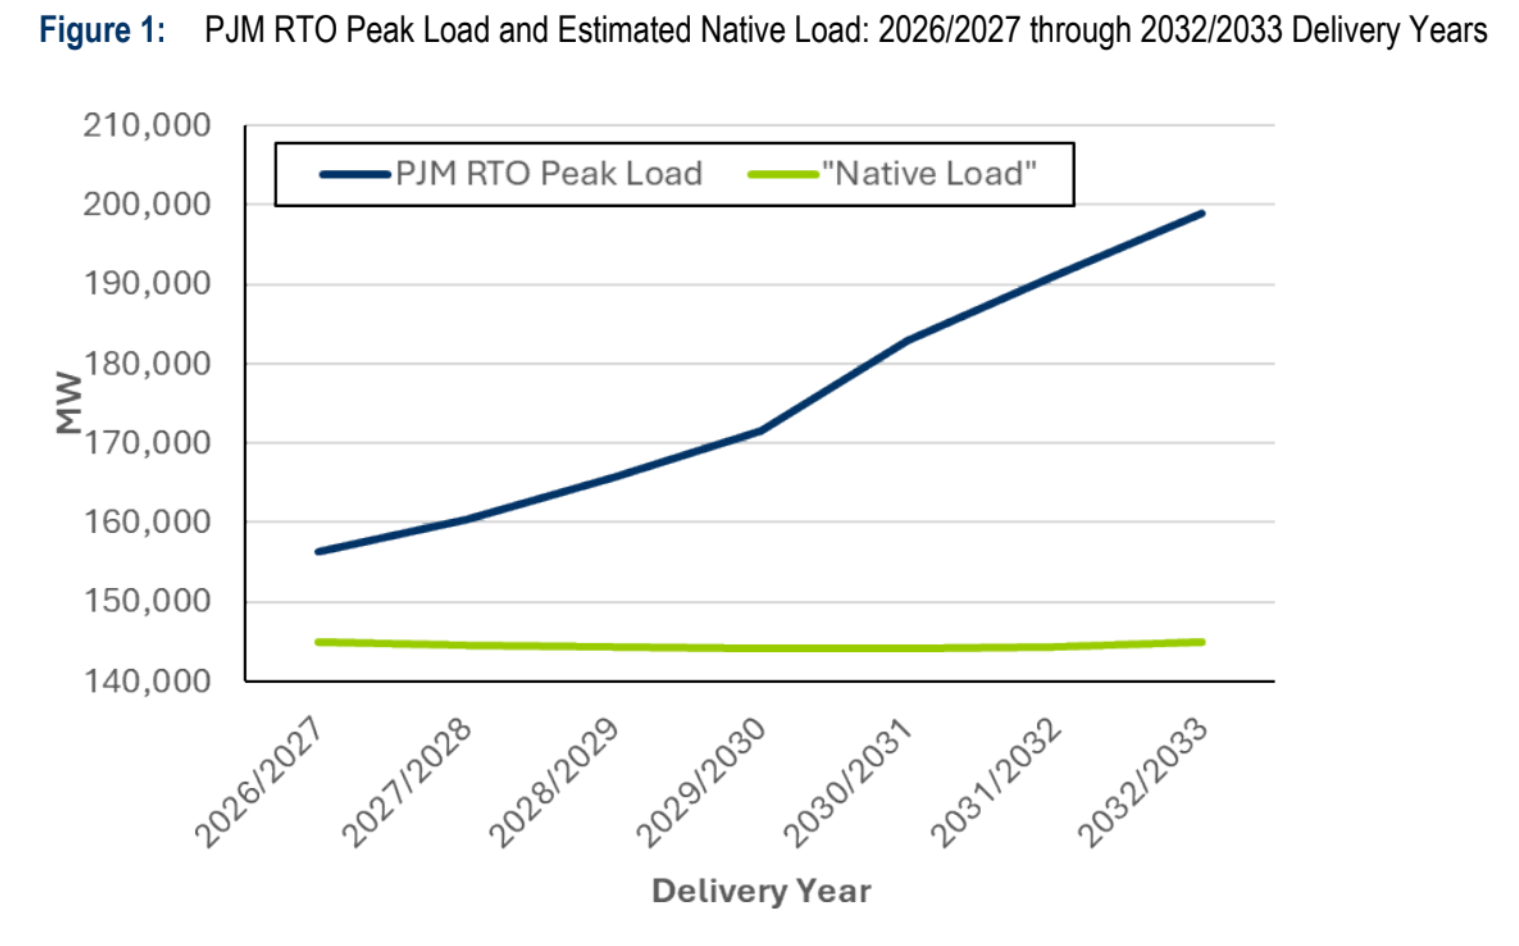 Figure 1: PJM RTO Peak Load and Estimated Native Load: 2026/2027 through 2032/2033 Delivery Years
210,000
PJM RTO Peak Load "Native Load"
200,000
190,000
180,000
MW
170,000
160,000
150,000
140,000
2026/2027 2027/2028 2028/2029 2029/2030 2030/2031 2031/2032 2032/2033
Delivery Year